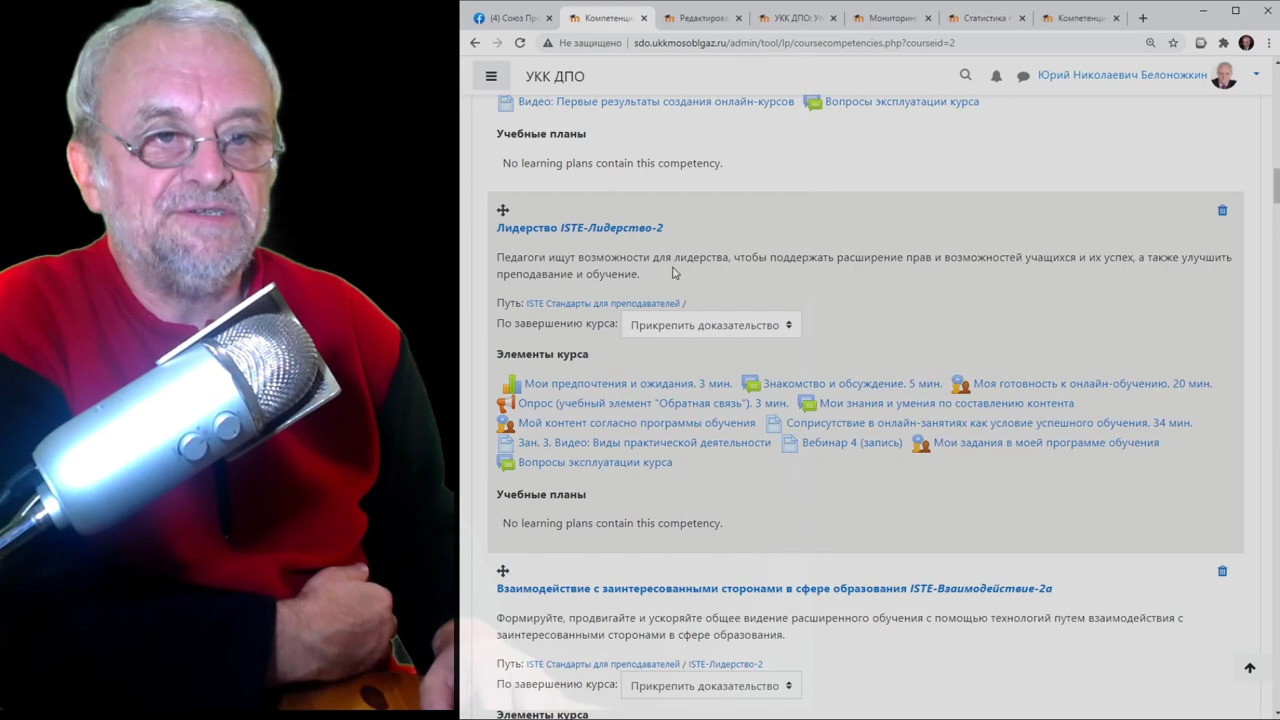 (4) Союз Пр
Компетенци
Редактирова
УКК ДПО: Уп
Мониторинг
Статистика п
Компетенци
Не защищено
sdo.ukkmosoblgaz.ru/admin/tool/lp/coursecompetencies.php?courseid=2
УКК ДПО
Юрий Николаевич Белоножкин
Видео: Первые результаты создания онлайн-курсов Вопросы эксплуатации курса
Учебные планы
No learning plans contain this competency.
Лидерство ISTE-Лидерство-2
Педагоги ищут возможности для лидерства, чтобы поддержать расширение прав и возможностей учащихся и их успех, а также улучшить
преподавание и обучение.
Путь: ISTE Стандарты для преподавателей /
По завершению курса: Прикрепить доказательство
Элементы курса
Мои предпочтения и ожидания. 3 мин. Знакомство и обсуждение. 5 мин. Моя готовность к онлайн-обучению. 20 мин.
Опрос (учебный элемент "Обратная связь"). 3 мин. Мои знания и умения по составлению контента
Мой контент согласно программы обучения Соприсутствие в онлайн-занятиях как условие успешного обучения. 34 мин.
Зан. 3. Видео: Виды практической деятельности Вебинар 4 (запись) Мои задания в моей программе обучения
Вопросы эксплуатации курса
Учебные планы
No learning plans contain this competency.
Взаимодействие с заинтересованными сторонами в сфере образования ISTE-Взаимодействие-2a
Формируйте, продвигайте и ускоряйте общее видение расширенного обучения с помощью технологий путем взаимодействия с
заинтересованными сторонами в сфере образования.
Путь: ISTE Стандарты для преподавателей / ISTE-Лидерство-2
По завершению курса: Прикрепить доказательство
Элементы курса